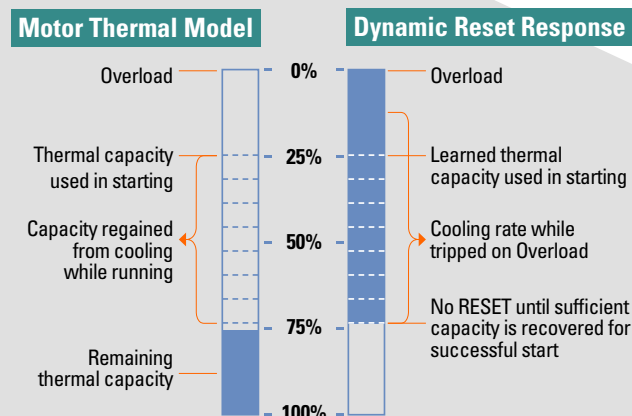 Motor Thermal Model
Dynamic Reset Response
Overload
0%
Overload
Thermal capacity
used in starting
25%
Learned thermal
capacity used in starting
Capacity regained
from cooling
while running
50%
Cooling rate while
tripped on Overload
75%
No RESET until sufficient
capacity is recovered for
successful start
Remaining
thermal capacity
100%